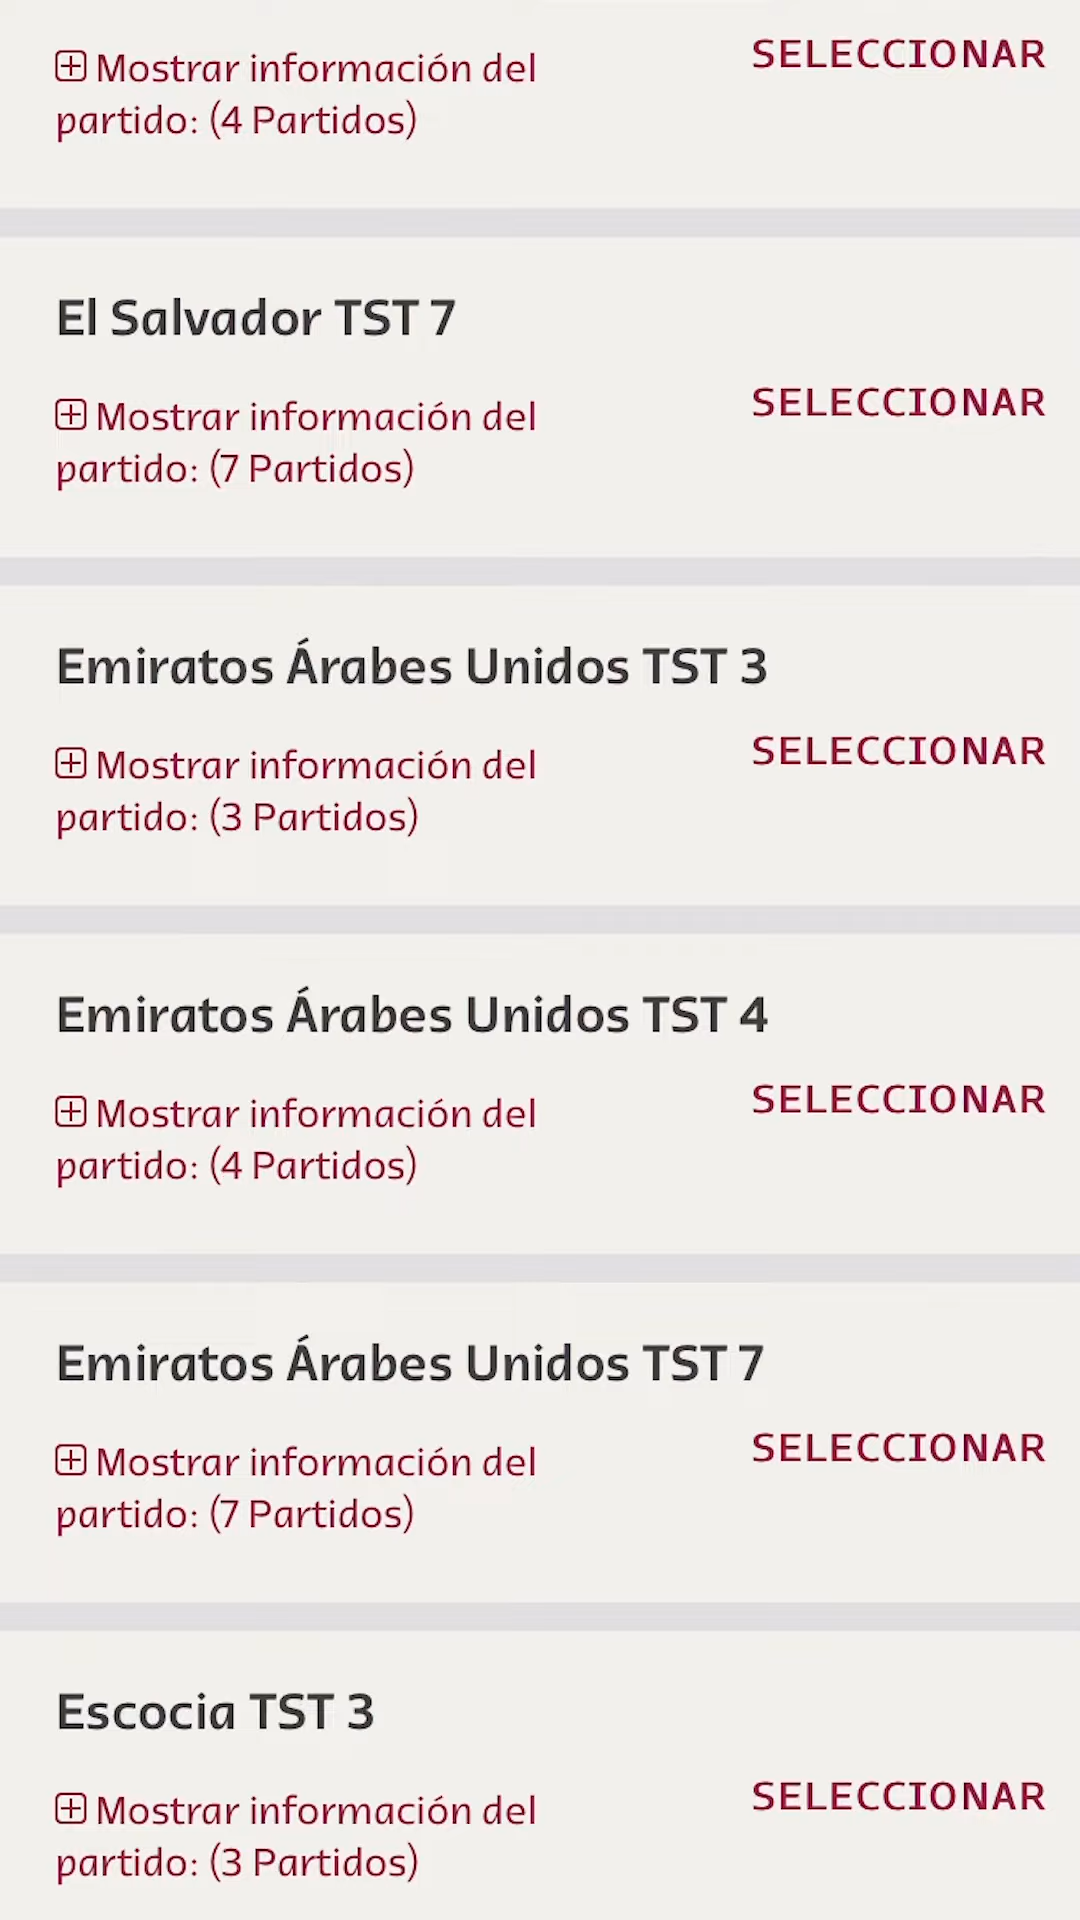 Mostrar información del
partido: (4 Partidos)
SELECCIONAR
El Salvador TST 7
Mostrar información del
partido: (7 Partidos)
SELECCIONAR
Emiratos Árabes Unidos TST 3
Mostrar información del
partido: (3 Partidos)
SELECCIONAR
Emiratos Árabes Unidos TST 4
Mostrar información del
partido: (4 Partidos)
SELECCIONAR
Emiratos Árabes Unidos TST 7
Mostrar información del
partido: (7 Partidos)
SELECCIONAR
Escocia TST 3
Mostrar información del
partido: (3 Partidos)
SELECCIONAR